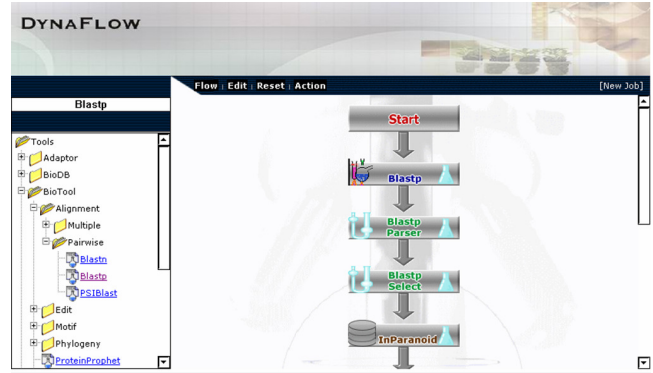 DYNAFLOW
Flow | Edit | Reset | Action
[New Job]
Blastp
Tools
Adaptor
BioDB
BioTool
Alignment
Multiple
Pairwise
Blastn
Blastp
PSIBlast
Edit
Motif
Phylogeny
ProteinProphet
Start
Blastp
Blastp
Parser
Blastp
Select
InParanoid